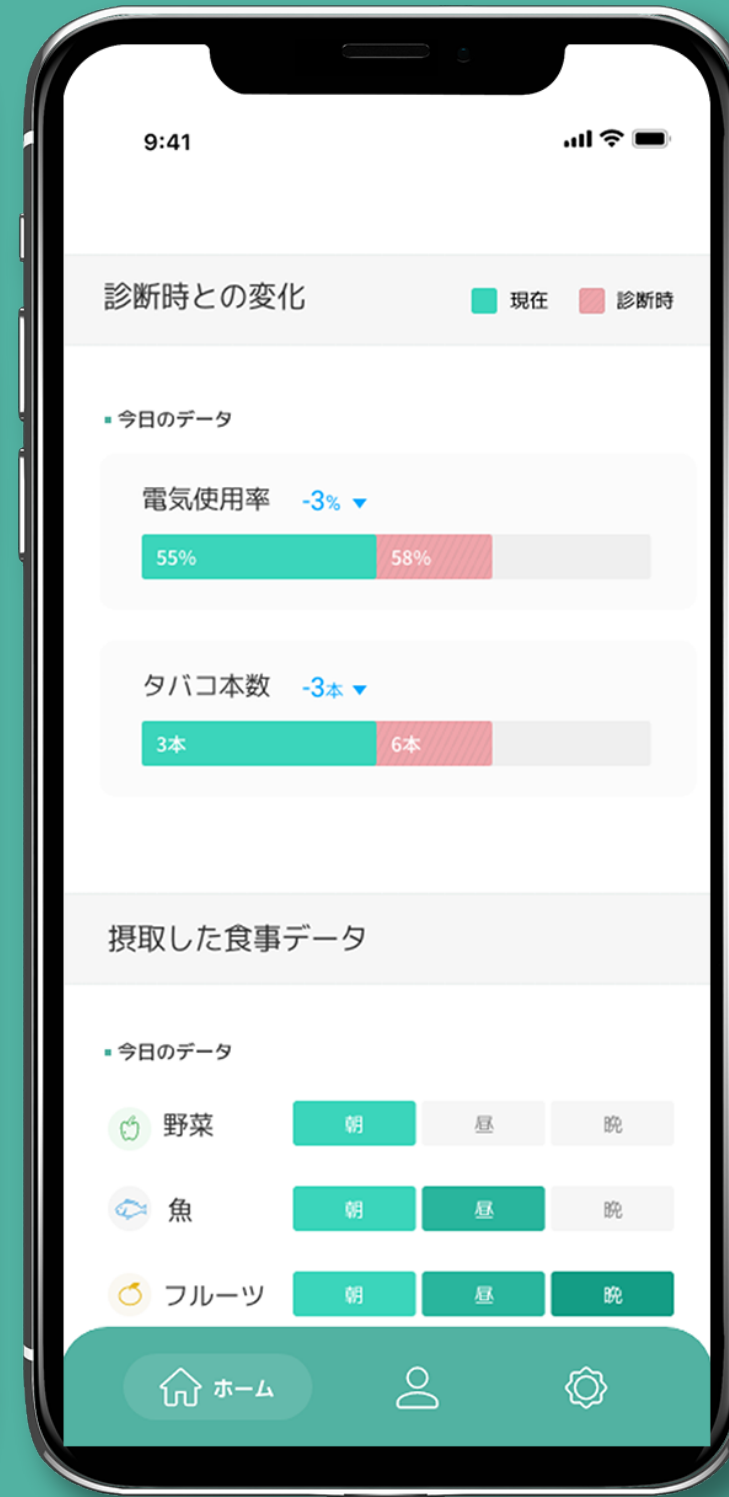 9:41
診断時との変化 現在 診断時
今日のデータ
電気使用率 -3% ▼
55% 58%
タバコ本数 -3本 ▼
3本 6本
摂取した食事データ
今日のデータ
野菜 朝 昼 晩
魚 朝 昼 晩
フルーツ 朝 昼 晩
ホーム